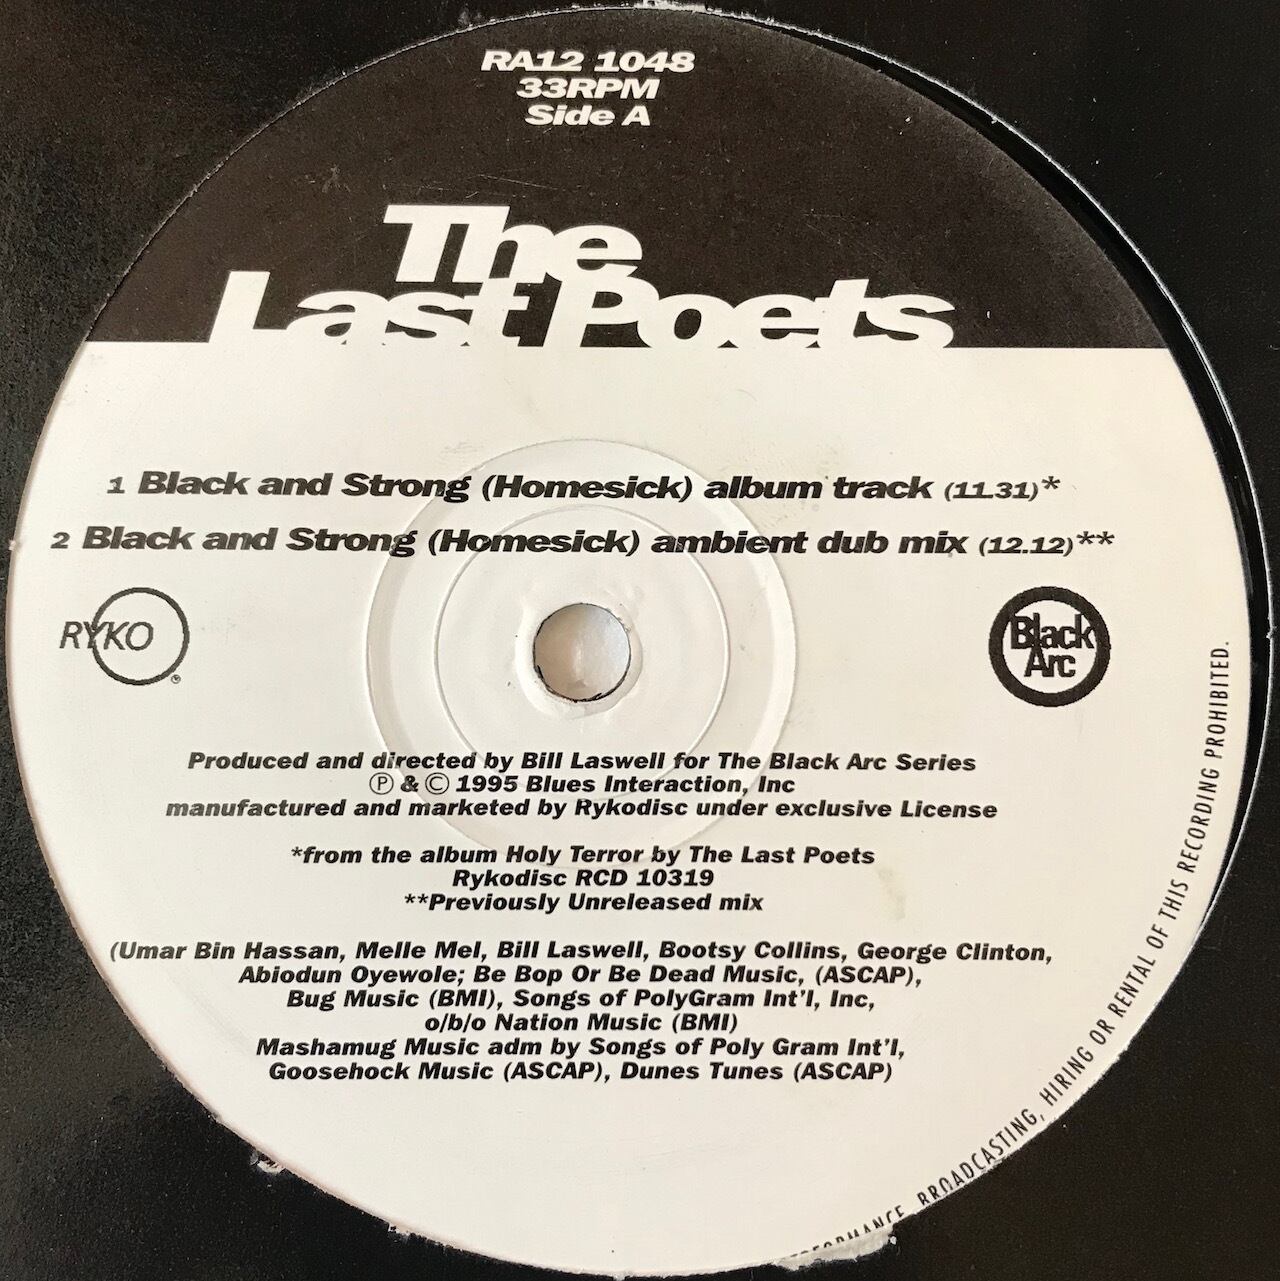 RA12 1048
33RPM
Side A
The
Last Poets
1 Black and Strong (Homesick) album track (11.31)*
2 Black and Strong (Homesick) ambient dub mix (12.12)**
RYKO
Black
Arc
Produced and directed by Bill Laswell for The Black Arc Series
Ⓟ & © 1995 Blues Interaction, Inc
manufactured and marketed by Rykodisc under exclusive License
*from the album Holy Terror by The Last Poets
Rykodisc RCD 10319
**Previously Unreleased mix
(Umar Bin Hassan, Melle Mel, Bill Laswell, Bootsy Collins, George Clinton,
Abiodun Oyewole; Be Bop Or Be Dead Music, (ASCAP),
Bug Music (BMI), Songs of PolyGram Int'l, Inc,
o/b/o Nation Music (BMI)
Mashamug Music adm by Songs of Poly Gram Int'l,
Goosehock Music (ASCAP), Dunes Tunes (ASCAP)
BROADCASTING, HIRING OR RENTAL OF THIS RECORDING PROHIBITED.